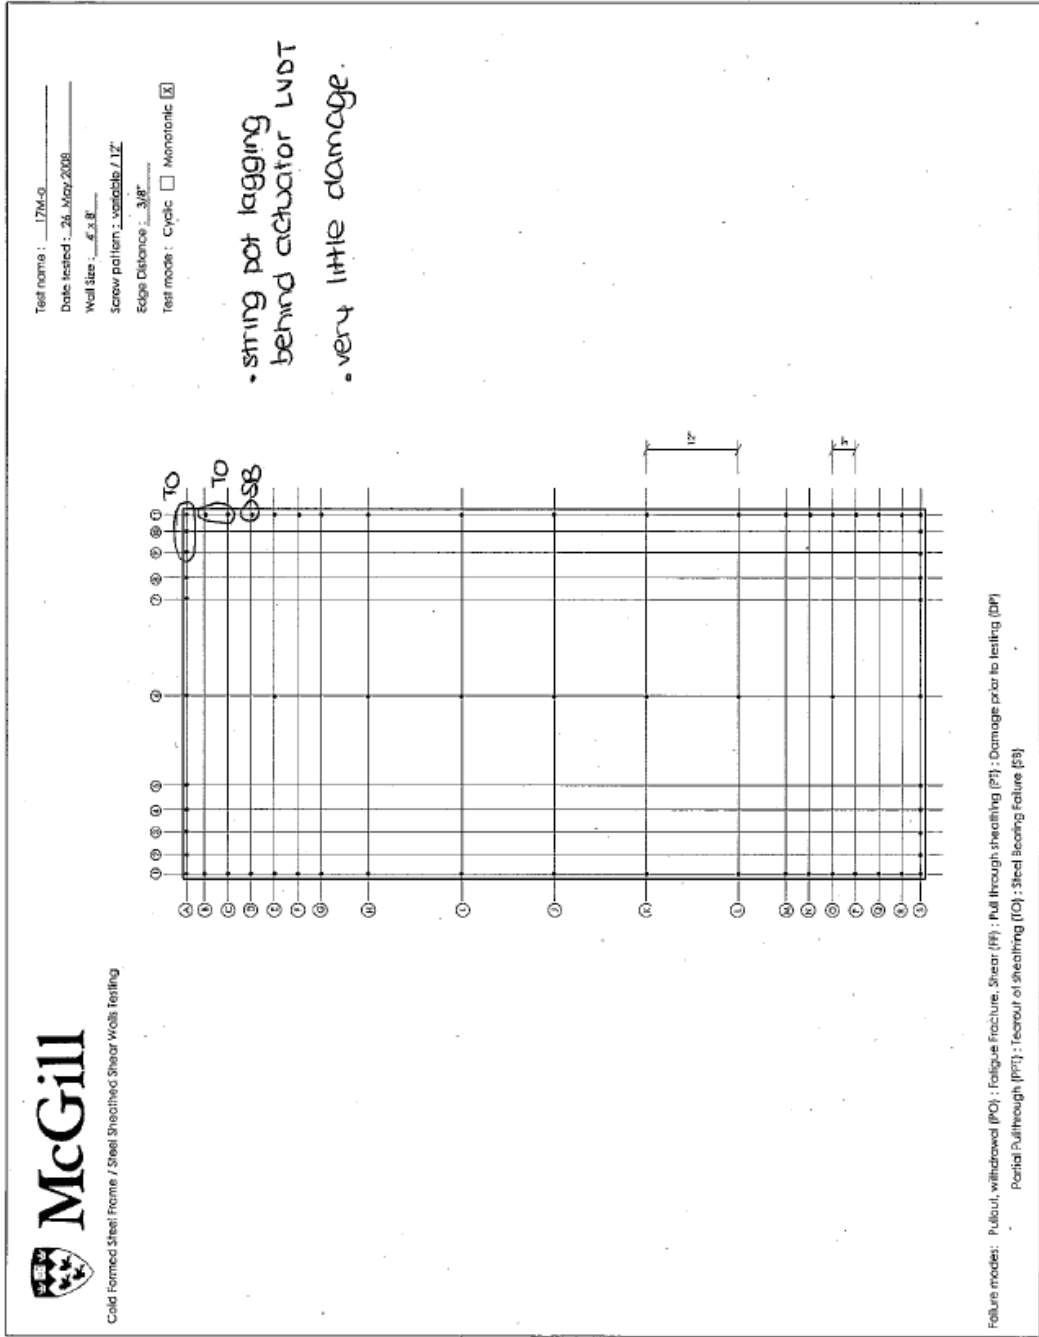 McGill
Cold Formed Steel Frame / Steel Sheathed Shear Walls Testing
Test name : 17M-a
Date tested : 26 May 2008
Wall Size : 4' x 8'
Screw pattern : variable / 12"
Edge Distance : 3/8"
Test mode : Cyclic Monotonic X
• string pot lagging
behind actuator LVDT
• very little damage.
TO
TO
SB
A
B
C
D
E
F
G
H
I
J
K
L
M
N
O
P
Q
R
S
12"
Failure modes: Pullout, withdrawal (PO) ; Fatigue Fracture, Shear (FF) ; Pull through sheathing (PT) ; Damage prior to testing (DP)
Partial Pullthrough (PPT) ; Tearout of sheathing (TO) ; Steel Bearing Failure (SB)